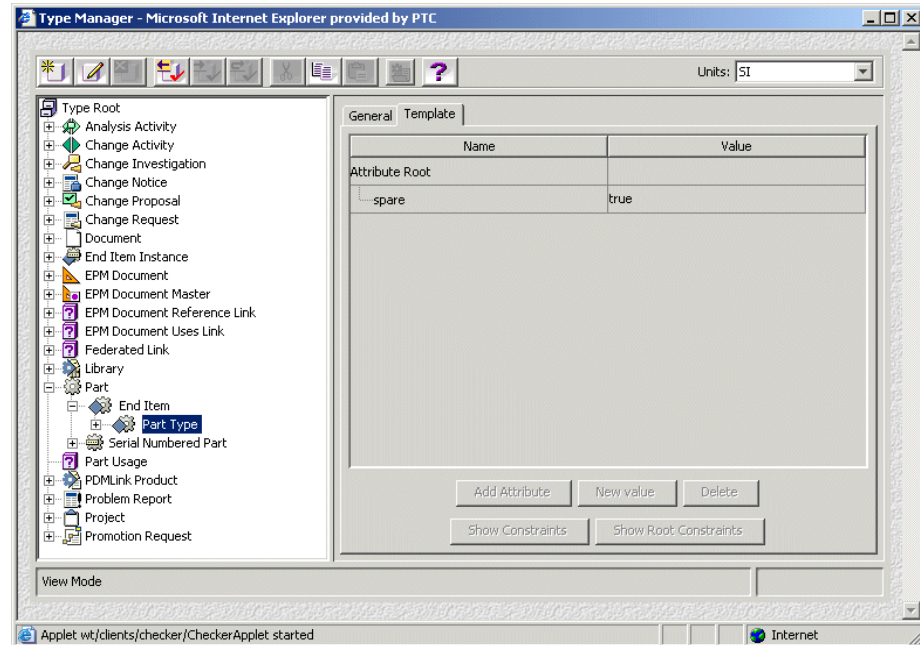 Type Manager - Microsoft Internet Explorer provided by PTC
Units: SI
Type Root
Analysis Activity
Change Activity
Change Investigation
Change Notice
Change Proposal
Change Request
Document
End Item Instance
EPM Document
EPM Document Master
EPM Document Reference Link
EPM Document Uses Link
Federated Link
Library
Part
End Item
Part Type
Serial Numbered Part
Part Usage
PDMLink Product
Problem Report
Project
Promotion Request
General Template
Name Value
Attribute Root
spare true
Add Attribute New value Delete
Show Constraints Show Root Constraints
View Mode
Applet wt/clients/checker/CheckerApplet started Internet